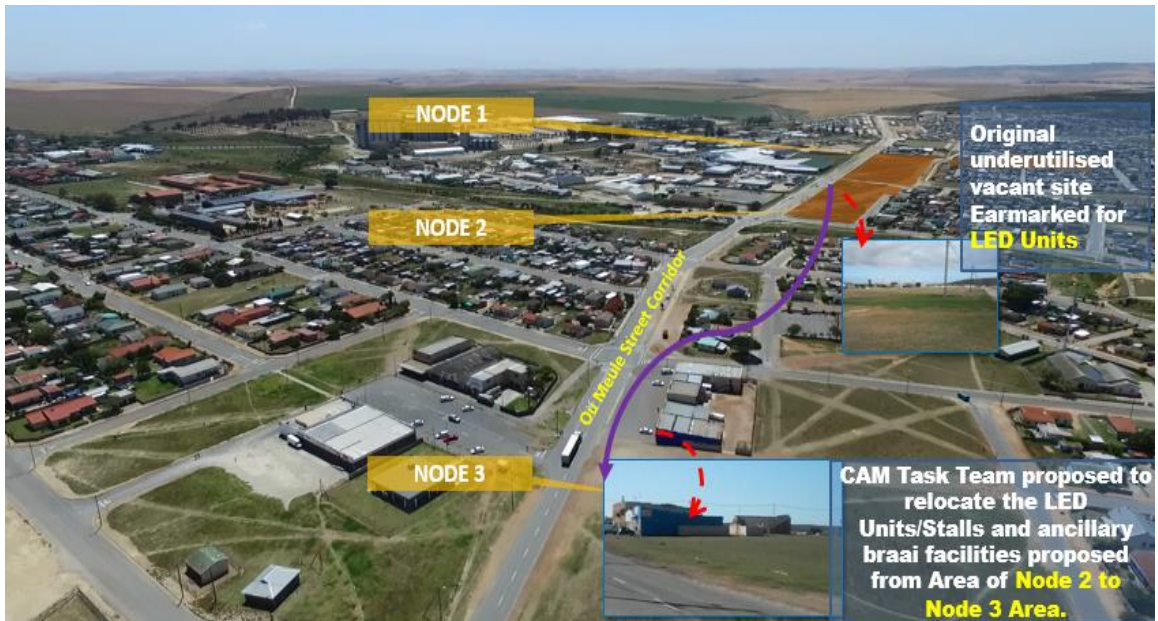 NODE 1
Original
underutilised
vacant site
Earmarked for
LED Units
NODE 2
Ou Meule Street Corridor
NODE 3
CAM Task Team proposed to
relocate the LED
Units/Stalls and ancillary
braai facilities proposed
from Area of Node 2 to
Node 3 Area.